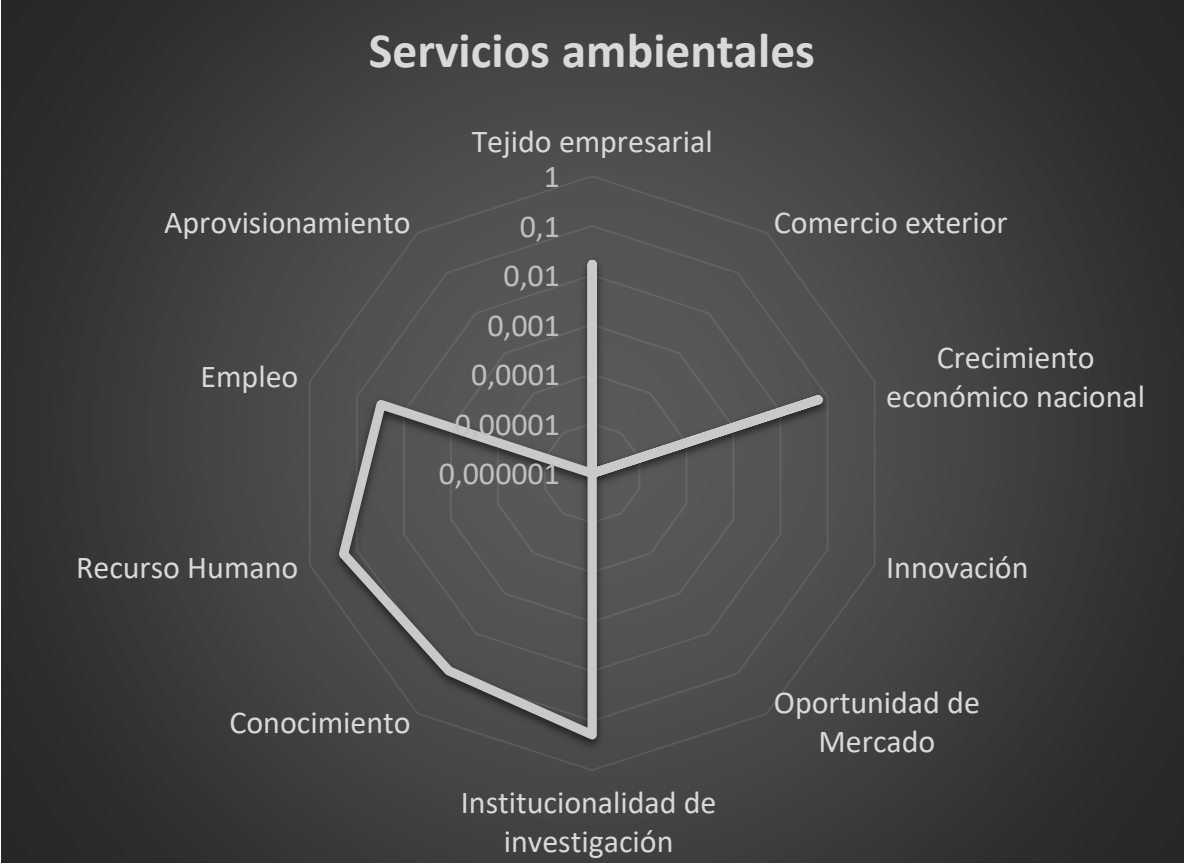 Servicios ambientales
Tejido empresarial
1
Aprovisionamiento
Comercio exterior
0,1
0,01
0,001
Crecimiento
económico nacional
Empleo
0,0001
0,00001
0,000001
Recurso Humano
Innovación
Oportunidad de
Mercado
Conocimiento
Institucionalidad de
investigación